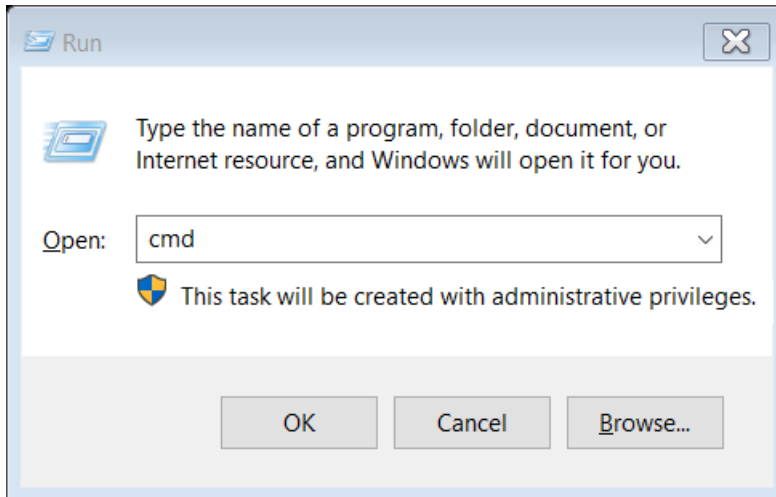 Run
Type the name of a program, folder, document, or
Internet resource, and Windows will open it for you.
Open: cmd
This task will be created with administrative privileges.
OK Cancel Browse...